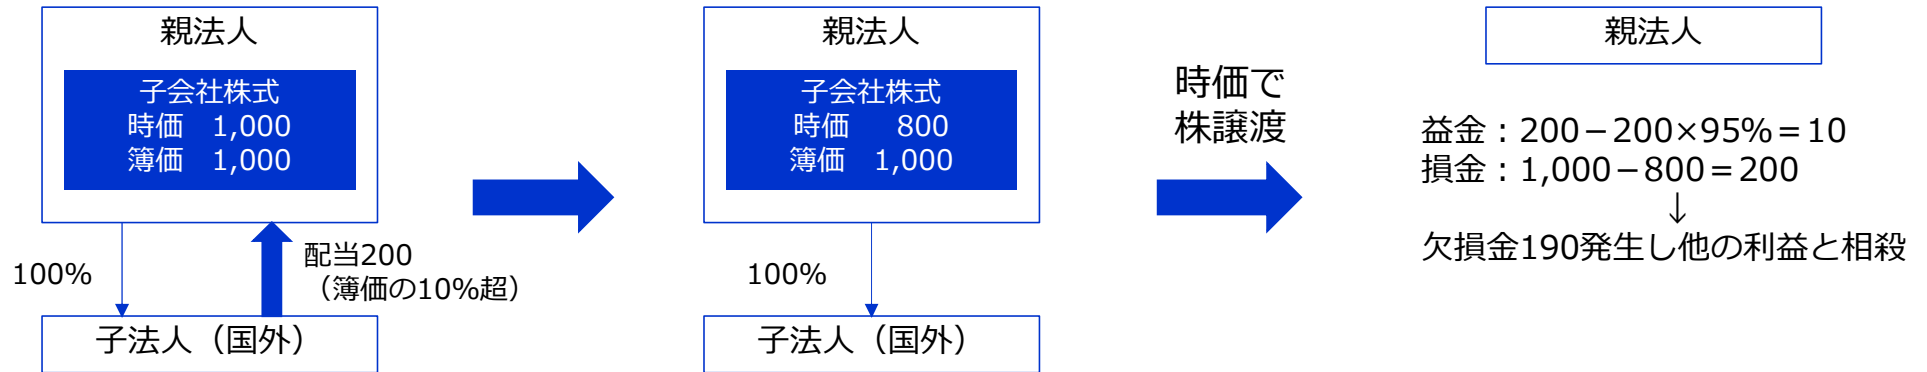 親法人
子会社株式
時価 1,000
簿価 1,000
100%
配当200
（簿価の10%超）
子法人（国外）
親法人
子会社株式
時価 800
簿価 1,000
100%
子法人（国外）
時価で
株譲渡
親法人
益金：200－200×95%＝10
損金：1,000－800＝200
↓
欠損金190発生し他の利益と相殺